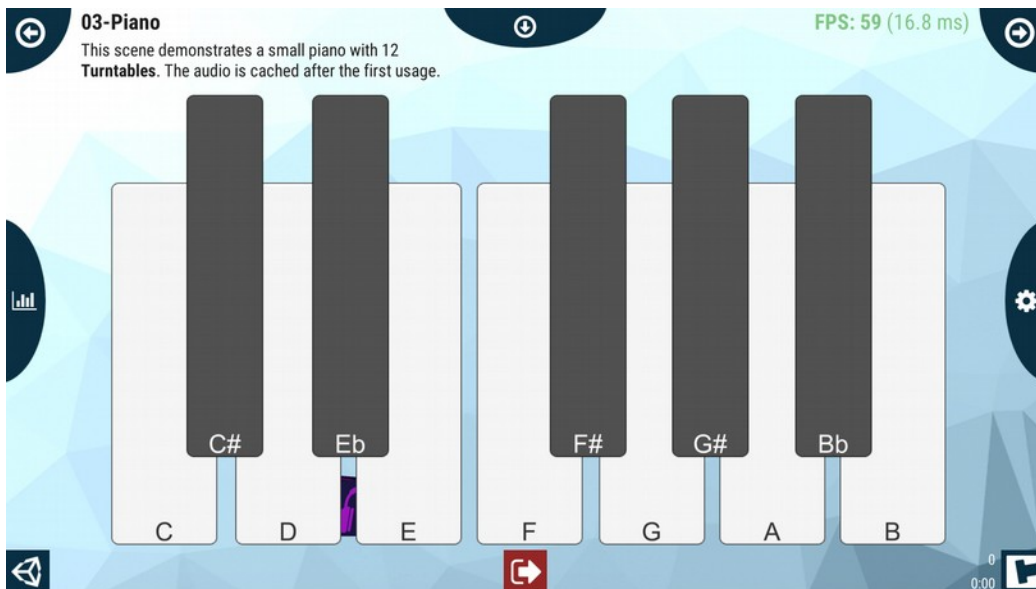 03-Piano
FPS: 59 (16.8 ms)
This scene demonstrates a small piano with 12
Turntables. The audio is cached after the first usage.
C# Eb F# G# Bb
C D E F G A B
0
0:00